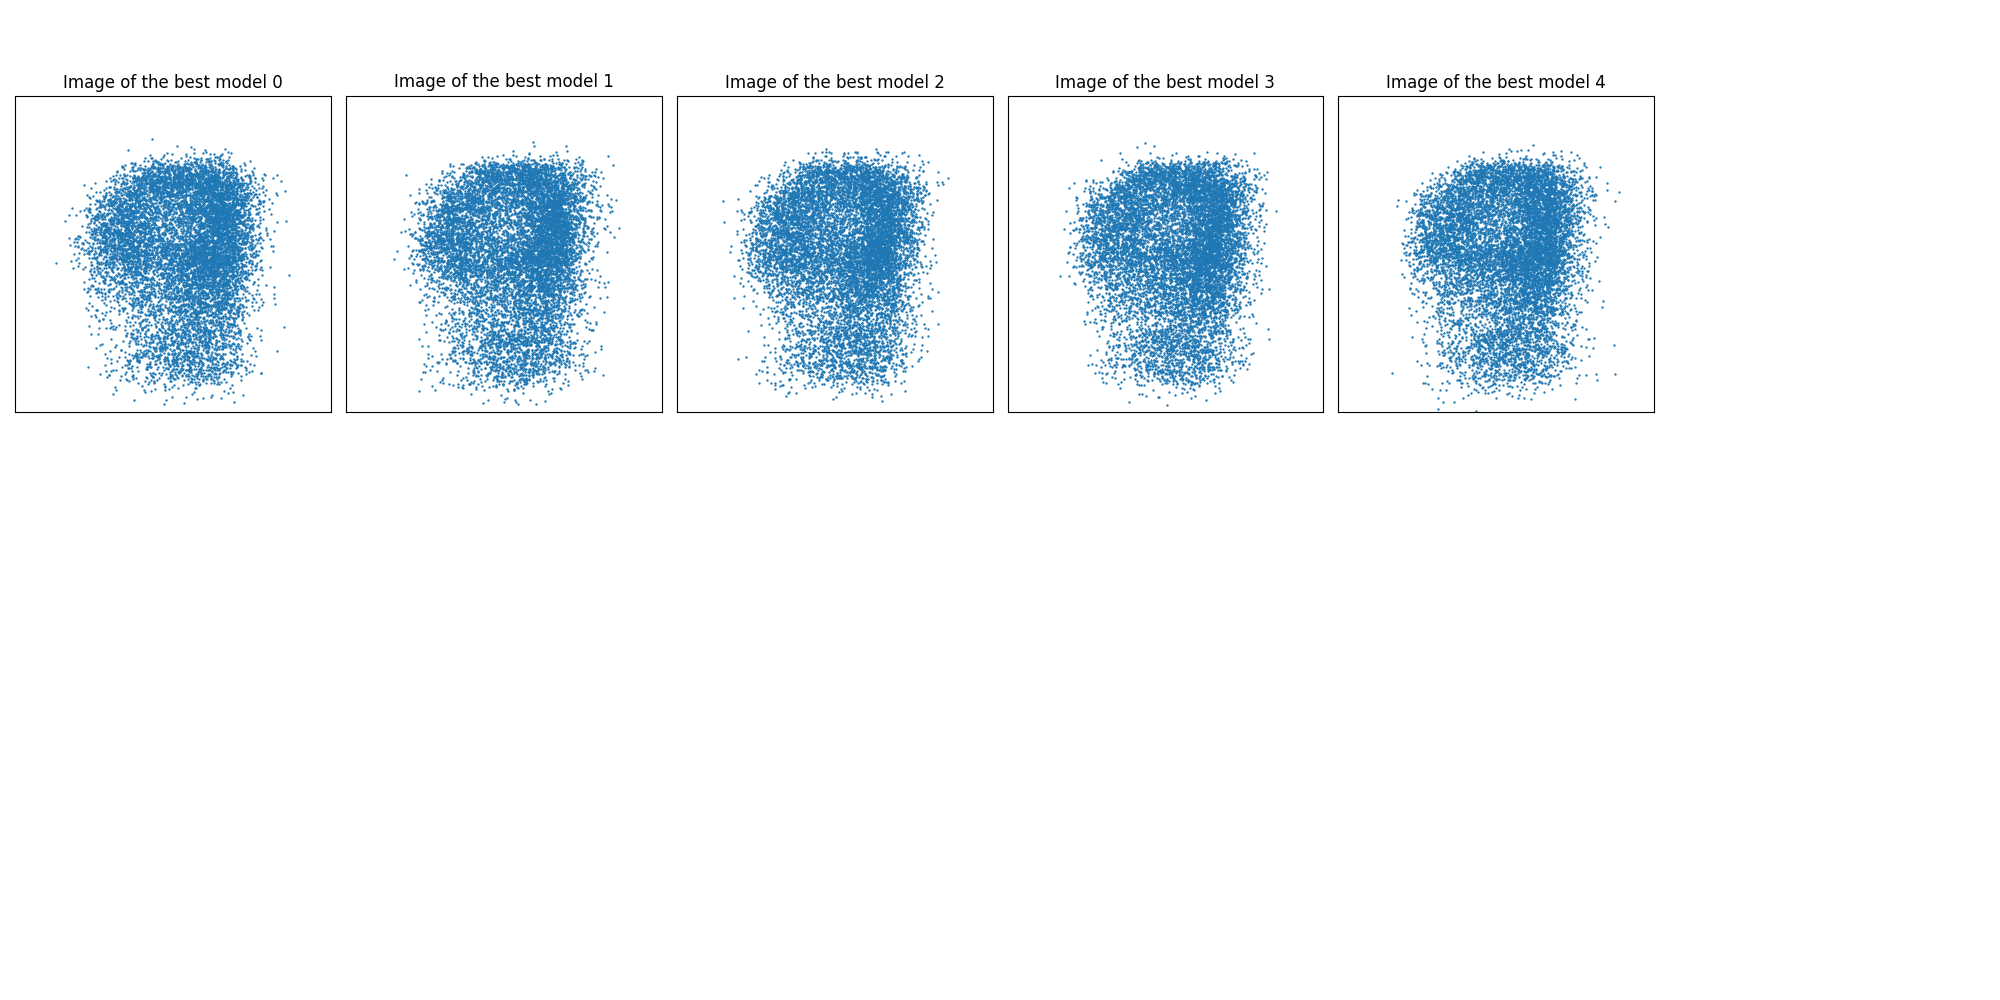 Image of the best model 0
Image of the best model 1
Image of the best model 2
Image of the best model 3
Image of the best model 4